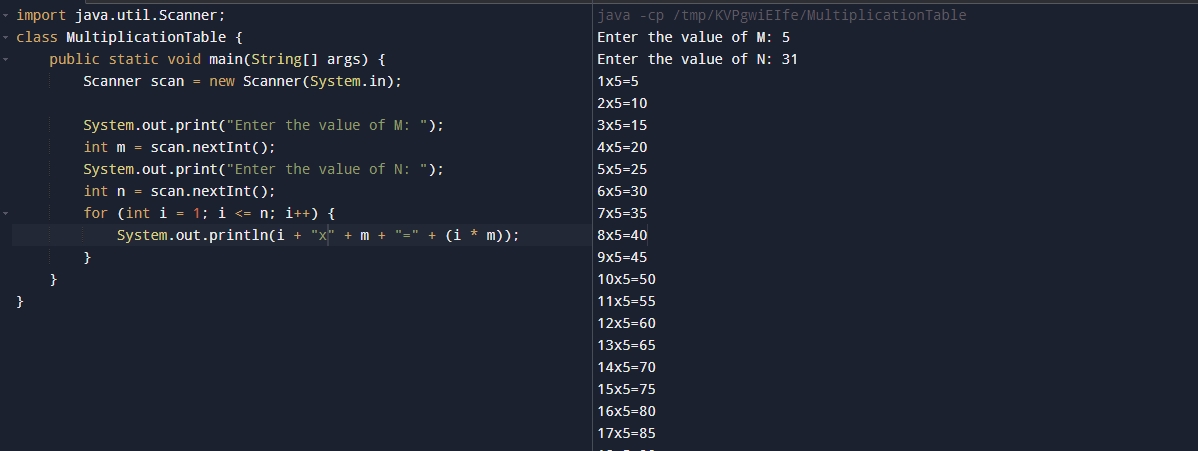 import java.util.Scanner;
class MultiplicationTable {
    public static void main(String[] args) {
        Scanner scan = new Scanner(System.in);
        System.out.print("Enter the value of M: ");
        int m = scan.nextInt();
        System.out.print("Enter the value of N: ");
        int n = scan.nextInt();
        for (int i = 1; i <= n; i++) {
            System.out.println(i + "x" + m + "=" + (i * m));
        }
    }
}
java -cp /tmp/KVPgwiEIfe/MultiplicationTable
Enter the value of M: 5
Enter the value of N: 31
1x5=5
2x5=10
3x5=15
4x5=20
5x5=25
6x5=30
7x5=35
8x5=40
9x5=45
10x5=50
11x5=55
12x5=60
13x5=65
14x5=70
15x5=75
16x5=80
17x5=85